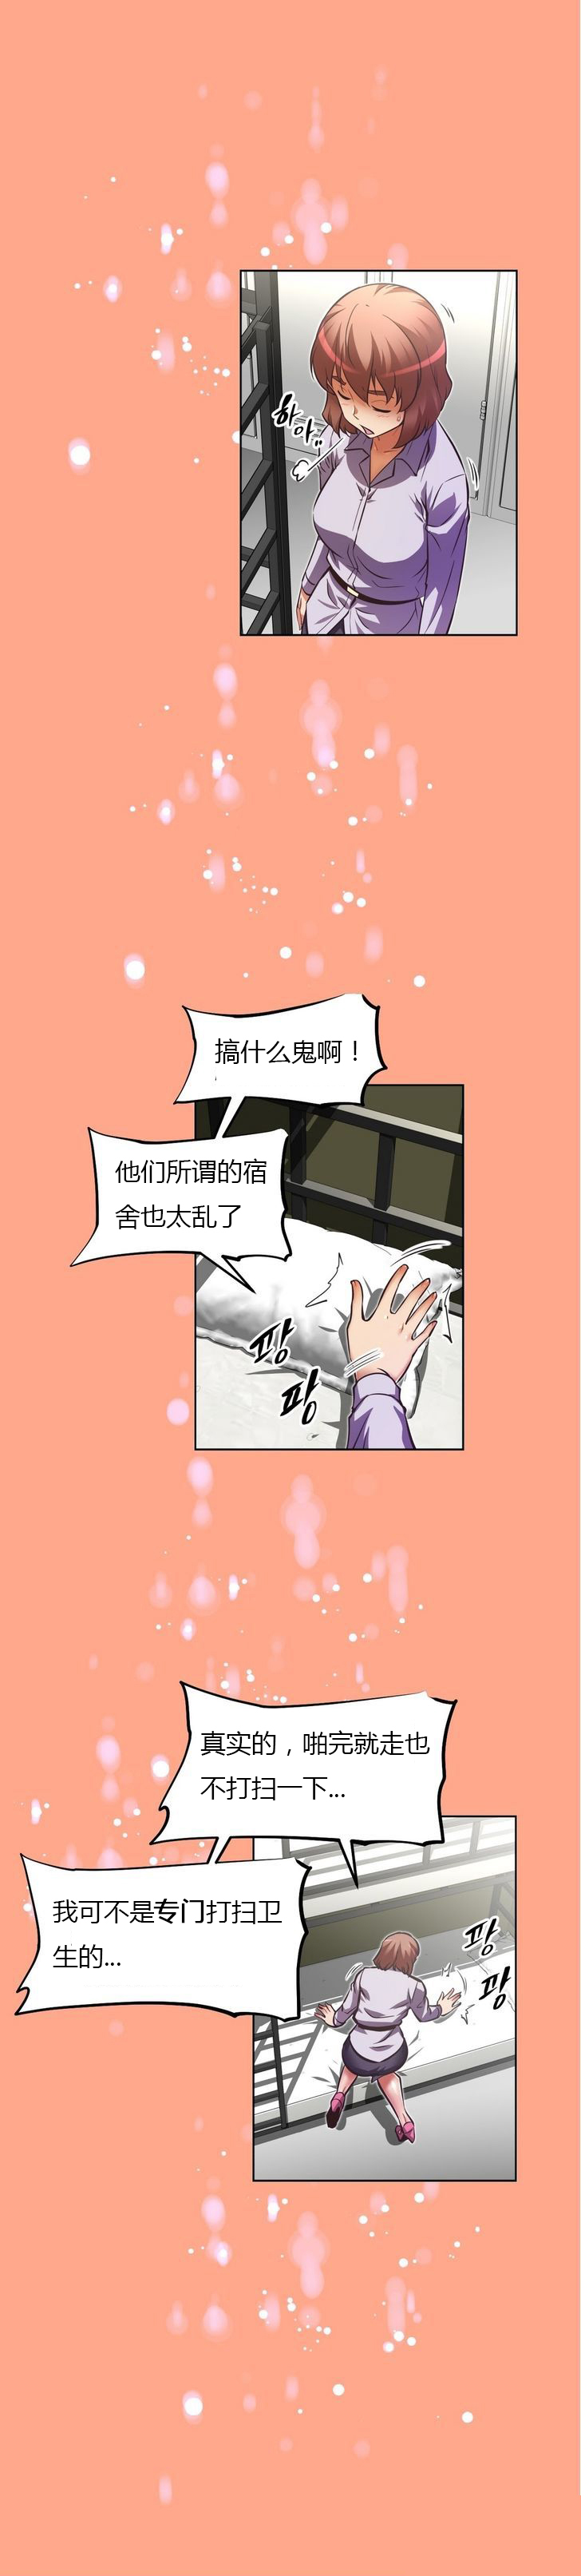 하아..
搞什么鬼啊！
他们所谓的宿
舍也太乱了
팡
팡
真实的，啪完就走也
不打扫一下...
我可不是专门打扫卫
生的...
팡
팡